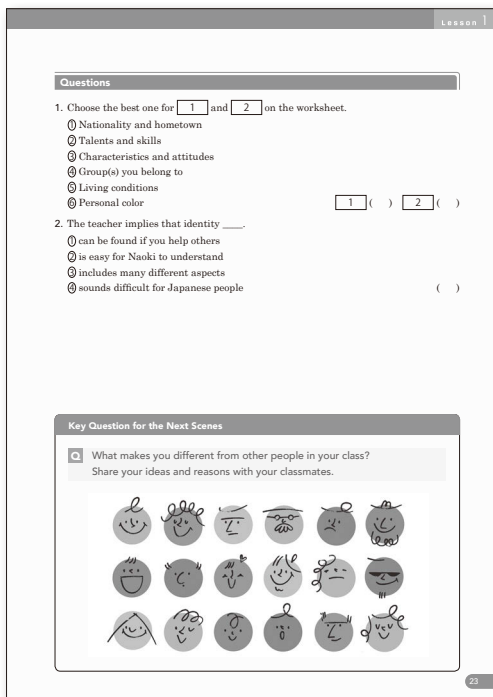 Lesson 1
Questions
1. Choose the best one for 1 and 2 on the worksheet.
① Nationality and hometown
② Talents and skills
③ Characteristics and attitudes
④ Group(s) you belong to
⑤ Living conditions
⑥ Personal color 1 ( ) 2 ( )
2. The teacher implies that identity ____.
① can be found if you help others
② is easy for Naoki to understand
③ includes many different aspects
④ sounds difficult for Japanese people ( )
Key Question for the Next Scenes
Q What makes you different from other people in your class?
Share your ideas and reasons with your classmates.
23